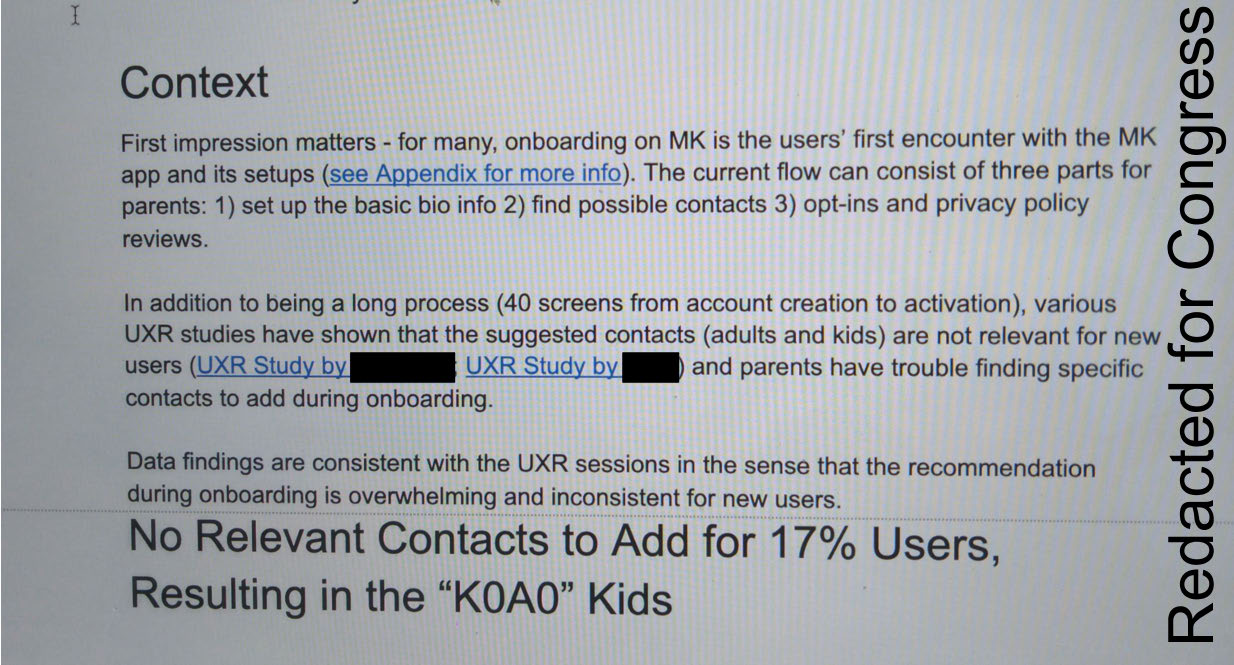 Context
First impression matters - for many, onboarding on MK is the users' first encounter with the MK
app and its setups (see Appendix for more info). The current flow can consist of three parts for
parents: 1) set up the basic bio info 2) find possible contacts 3) opt-ins and privacy policy
reviews.
In addition to being a long process (40 screens from account creation to activation), various
UXR studies have shown that the suggested contacts (adults and kids) are not relevant for new
users (UXR Study by ; UXR Study by ) and parents have trouble finding specific
contacts to add during onboarding.
Data findings are consistent with the UXR sessions in the sense that the recommendation
during onboarding is overwhelming and inconsistent for new users.
No Relevant Contacts to Add for 17% Users,
Resulting in the “K0A0” Kids
Redacted for Congress